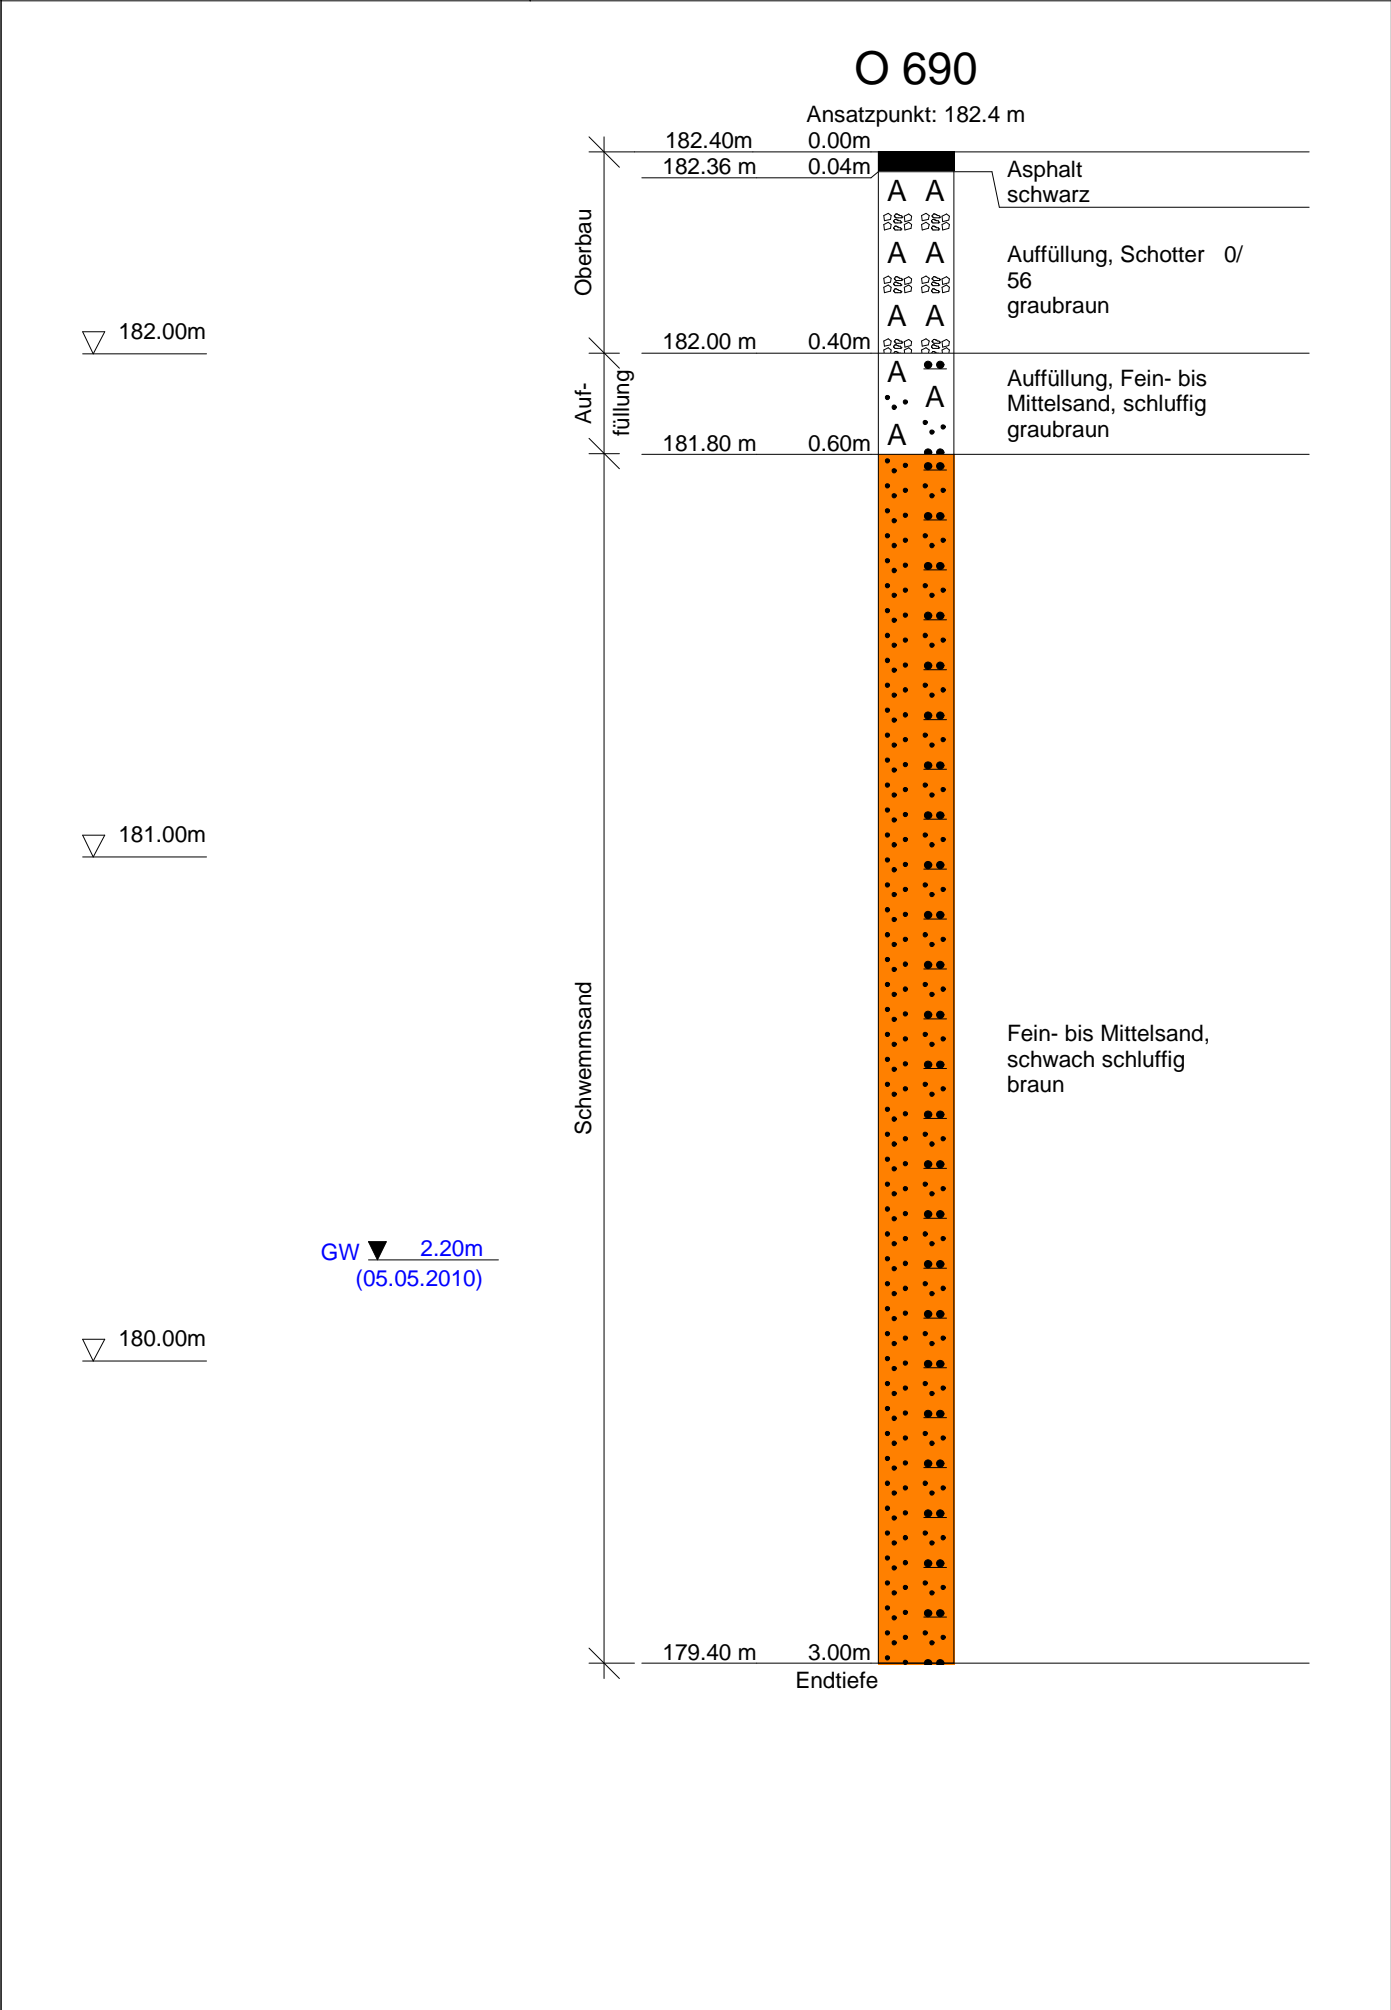 O 690
Ansatzpunkt: 182.4 m
182.40m 0.00m
182.36 m 0.04m
Asphalt
schwarz
A A
Oberbau
A A
Auffüllung, Schotter 0/
56
graubraun
A A
182.00m
182.00 m 0.40m
Auf-
füllung
A
A
A
Auffüllung, Fein- bis
Mittelsand, schluffig
graubraun
181.80 m 0.60m
181.00m
Schwemmsand
Fein- bis Mittelsand,
schwach schluffig
braun
GW 2.20m
(05.05.2010)
180.00m
179.40 m 3.00m
Endtiefe